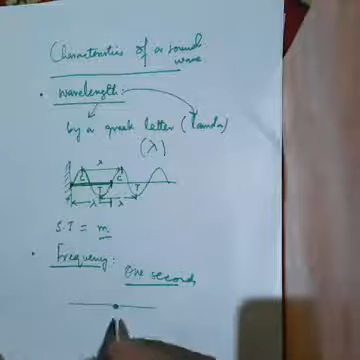 Characteristics of a sound
wave
• Wavelength:
by a greek letter (lamda)
(λ)
λ
C C
T T
λ λ
S.I = m
• Frequency:
One second